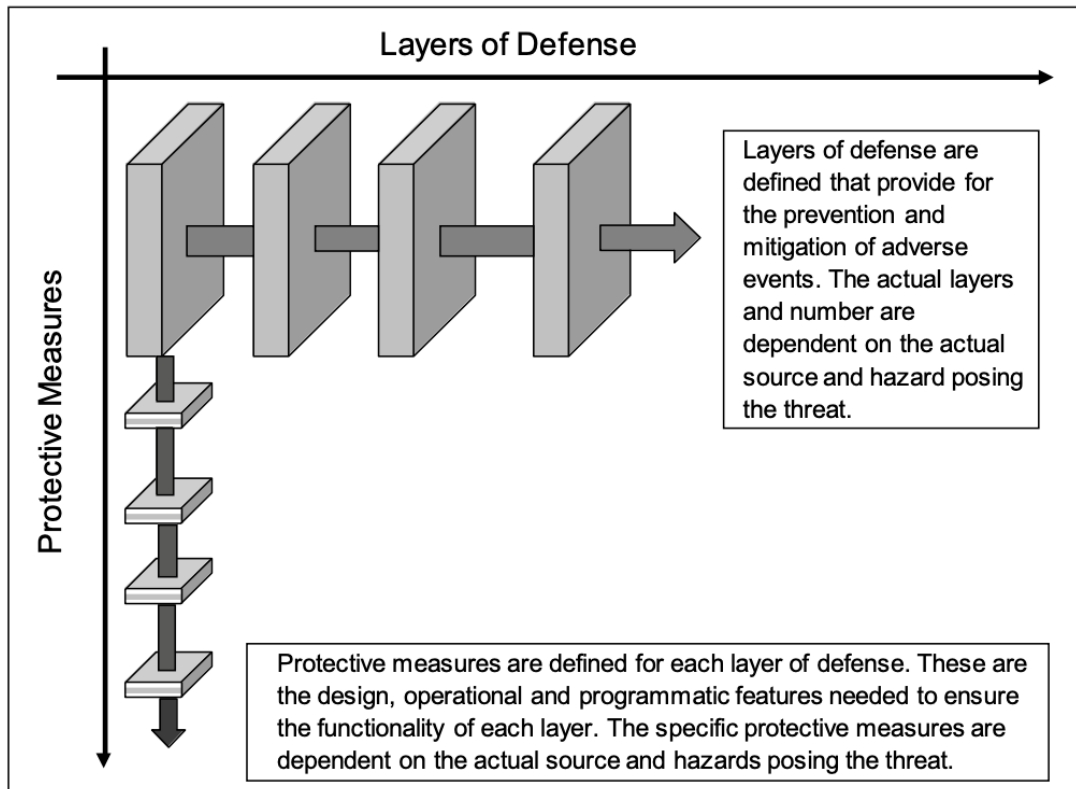 Layers of Defense
Layers of defense are
defined that provide for
the prevention and
mitigation of adverse
events. The actual layers
and number are
dependent on the actual
source and hazard posing
the threat.
Protective Measures
Protective measures are defined for each layer of defense. These are
the design, operational and programmatic features needed to ensure
the functionality of each layer. The specific protective measures are
dependent on the actual source and hazards posing the threat.